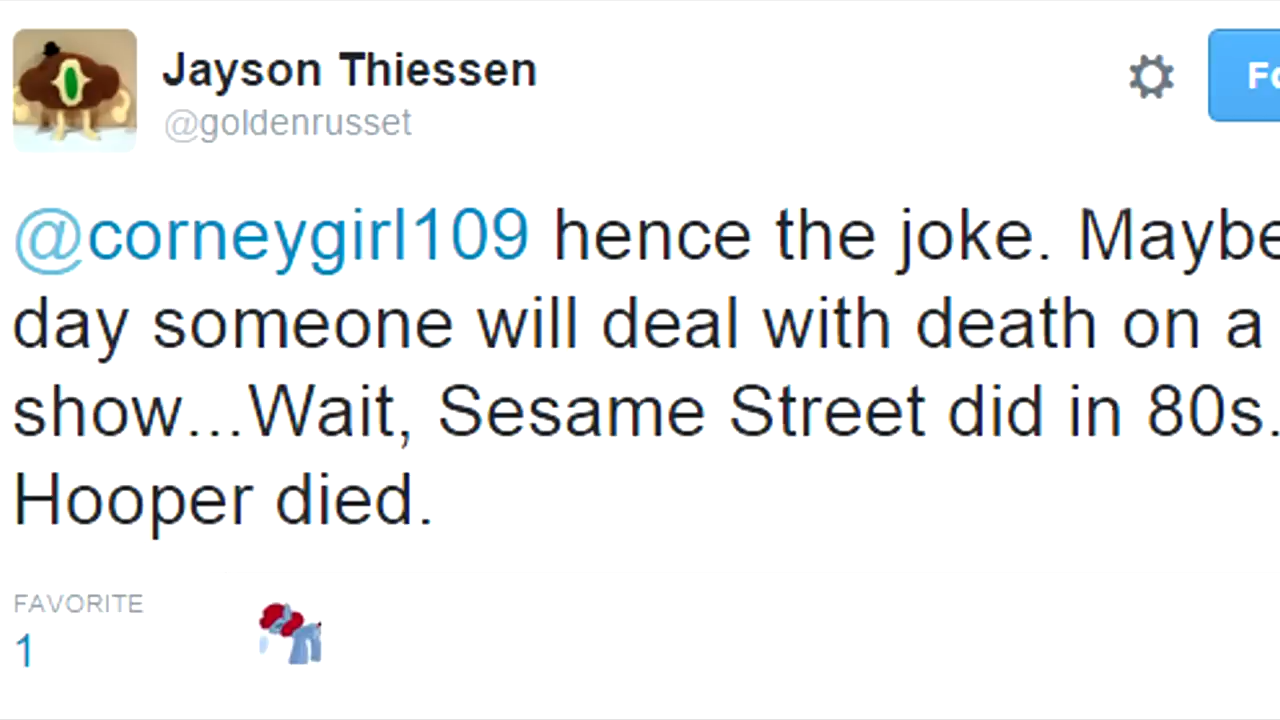 Jayson Thiessen
@goldenrusset
Fo
@corneygirl109 hence the joke. Maybe
day someone will deal with death on a
show...Wait, Sesame Street did in 80s.
Hooper died.
FAVORITE
1